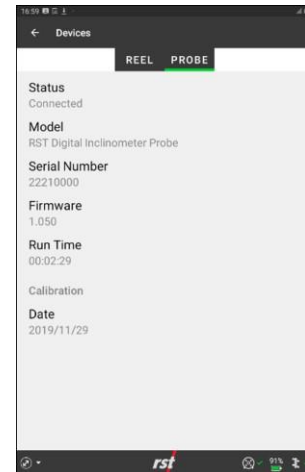 16:59
Devices
REEL PROBE
Status
Connected
Model
RST Digital Inclinometer Probe
Serial Number
22210000
Firmware
1.050
Run Time
00:02:29
Calibration
Date
2019/11/29
rst
91%